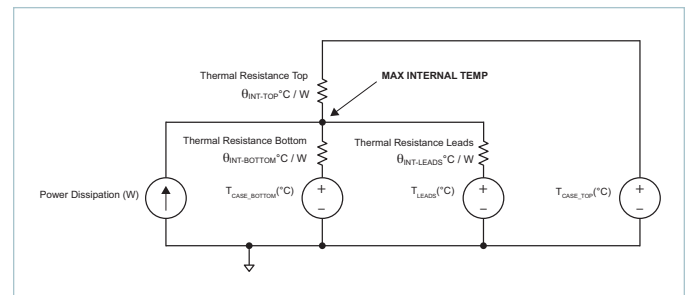 Thermal Resistance Top
θINT-TOP°C / W
MAX INTERNAL TEMP
Thermal Resistance Bottom
θINT-BOTTOM°C / W
Thermal Resistance Leads
θINT-LEADS°C / W
Power Dissipation (W)
TCASE_BOTTOM(°C)
+
–
TLEADS(°C)
+
–
TCASE_TOP(°C)
+
–